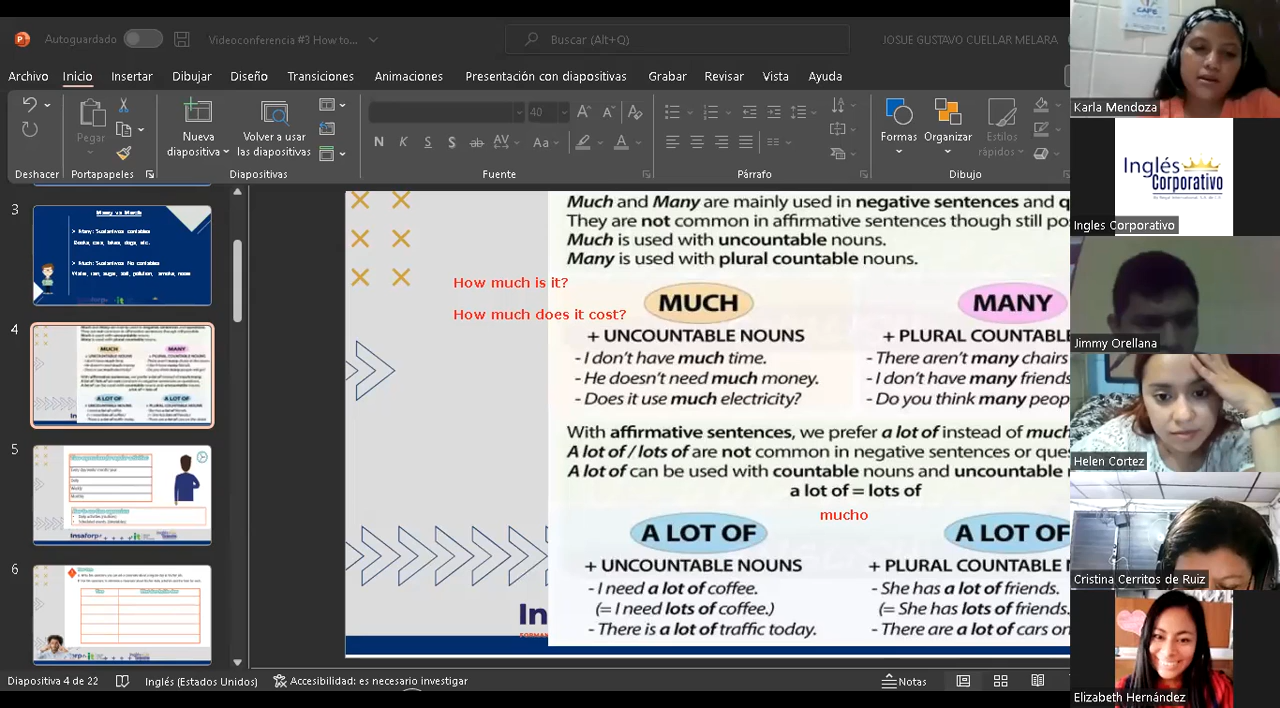 Autoguardado
Videoconferencia #3 How to...
Buscar (Alt+Q)
JOSUE GUSTAVO CUELLAR MELARA
Archivo Inicio Insertar Dibujar Diseño Transiciones Animaciones Presentación con diapositivas Grabar Revisar Vista Ayuda
Pegar
Nueva diapositiva
Volver a usar las diapositivas
40
N K S S ab AV Aa A
Formas
Organizar
Estilos rápidos
Deshacer Portapapeles Diapositivas Fuente Párrafo Dibujo
3
Many vs Much
4
5
6
Much and Many are mainly used in negative sentences and q
They are not common in affirmative sentences though still po
Much is used with uncountable nouns.
Many is used with plural countable nouns.
How much is it?
How much does it cost?
MUCH
+ UNCOUNTABLE NOUNS
- I don't have much time.
- He doesn't need much money.
- Does it use much electricity?
MANY
+ PLURAL COUNTABLE
- There aren't many chairs
- I don't have many friends
- Do you think many peop
With affirmative sentences, we prefer a lot of instead of much
A lot of / lots of are not common in negative sentences or que
A lot of can be used with countable nouns and uncountable
a lot of = lots of
mucho
A LOT OF
+ UNCOUNTABLE NOUNS
- I need a lot of coffee.
(= I need lots of coffee.)
- There is a lot of traffic today.
A LOT OF
+ PLURAL COUNTABLE N
- She has a lot of friends.
(= She has lots of friends.
- There are a lot of cars on
In
Diapositiva 4 de 22
Inglés (Estados Unidos)
Accesibilidad: es necesario investigar
Notas
Karla Mendoza
Inglés Corporativo
Ingles Corporativo
Jimmy Orellana
Helen Cortez
Cristina Cerritos de Ruiz
Elizabeth Hernández